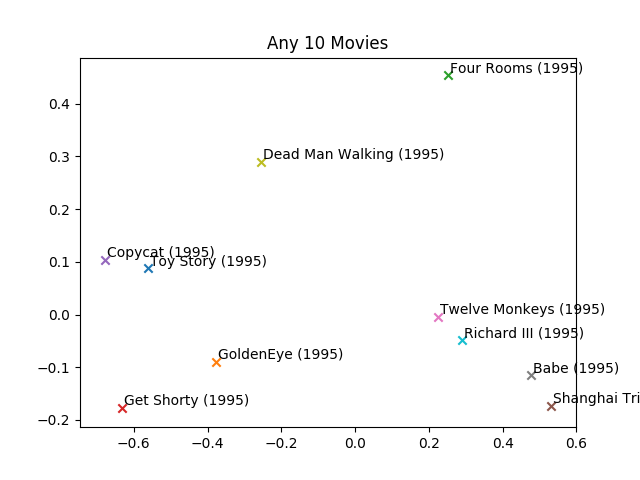 Any 10 Movies
Four Rooms (1995)
Dead Man Walking (1995)
Copycat (1995)
Toy Story (1995)
Twelve Monkeys (1995)
Richard III (1995)
GoldenEye (1995)
Babe (1995)
Get Shorty (1995)
Shanghai Tri
0.4
0.3
0.2
0.1
0.0
−0.1
−0.2
−0.6
−0.4
−0.2
0.0
0.2
0.4
0.6